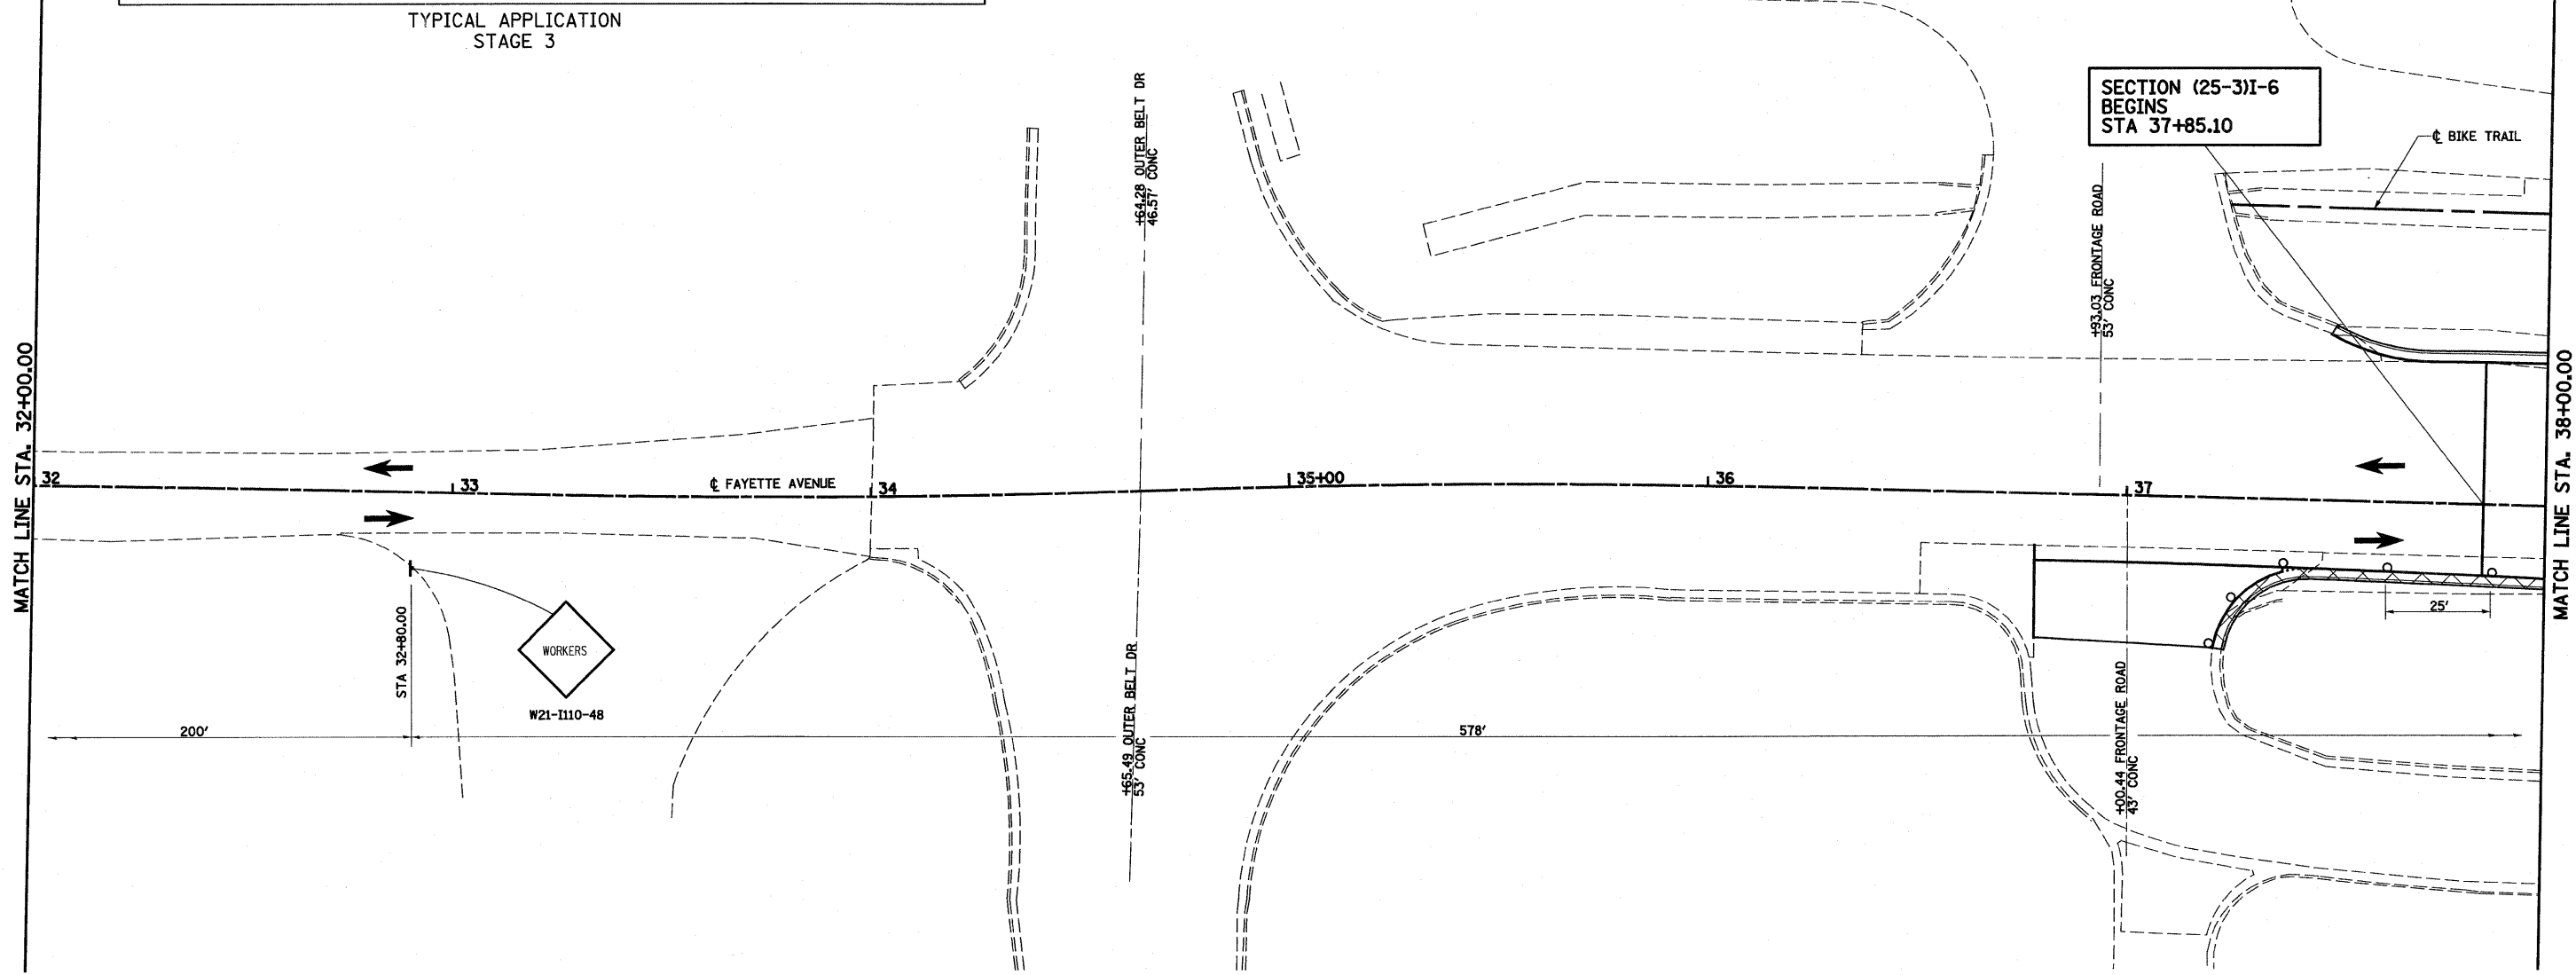 TYPICAL APPLICATION
STAGE 3
SECTION (25-3)I-6
BEGINS
STA 37+85.10
℄ BIKE TRAIL
+64.28 OUTER BELT DR
46.57' CONC
+93.03 FRONTAGE ROAD
53' CONC
MATCH LINE STA. 32+00.00
MATCH LINE STA. 38+00.00
32
33
℄ FAYETTE AVENUE
34
35+00
36
37
25'
STA 32+80.00
WORKERS
W21-I110-48
+65.49 OUTER BELT DR
53' CONC
+00.44 FRONTAGE ROAD
43' CONC
200'
578'